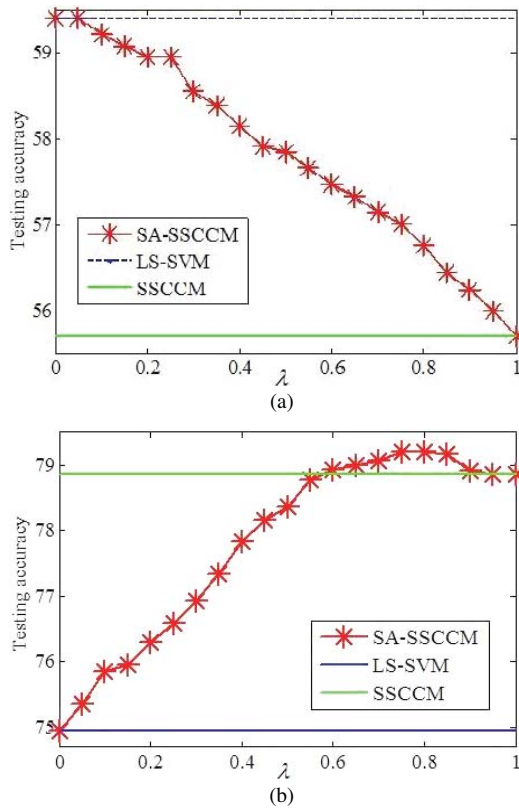 59
58
57
56
Testing accuracy
SA-SSCCM
LS-SVM
SSCCM
0 0.2 0.4 0.6 0.8 1
λ
(a)
79
78
77
76
75
Testing accuracy
SA-SSCCM
LS-SVM
SSCCM
0 0.2 0.4 0.6 0.8 1
λ
(b)